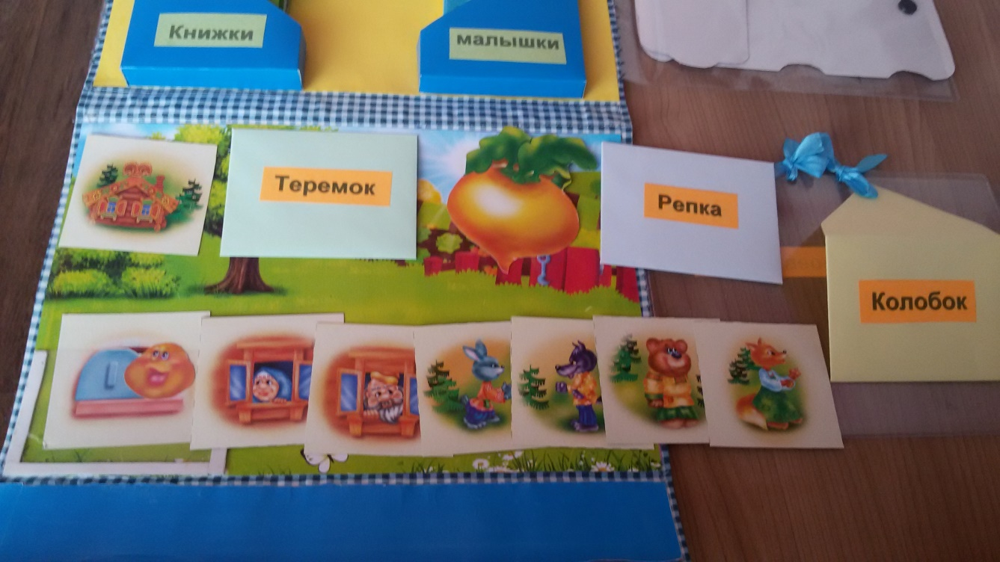 Книжки
малышки
Теремок
Репка
Колобок